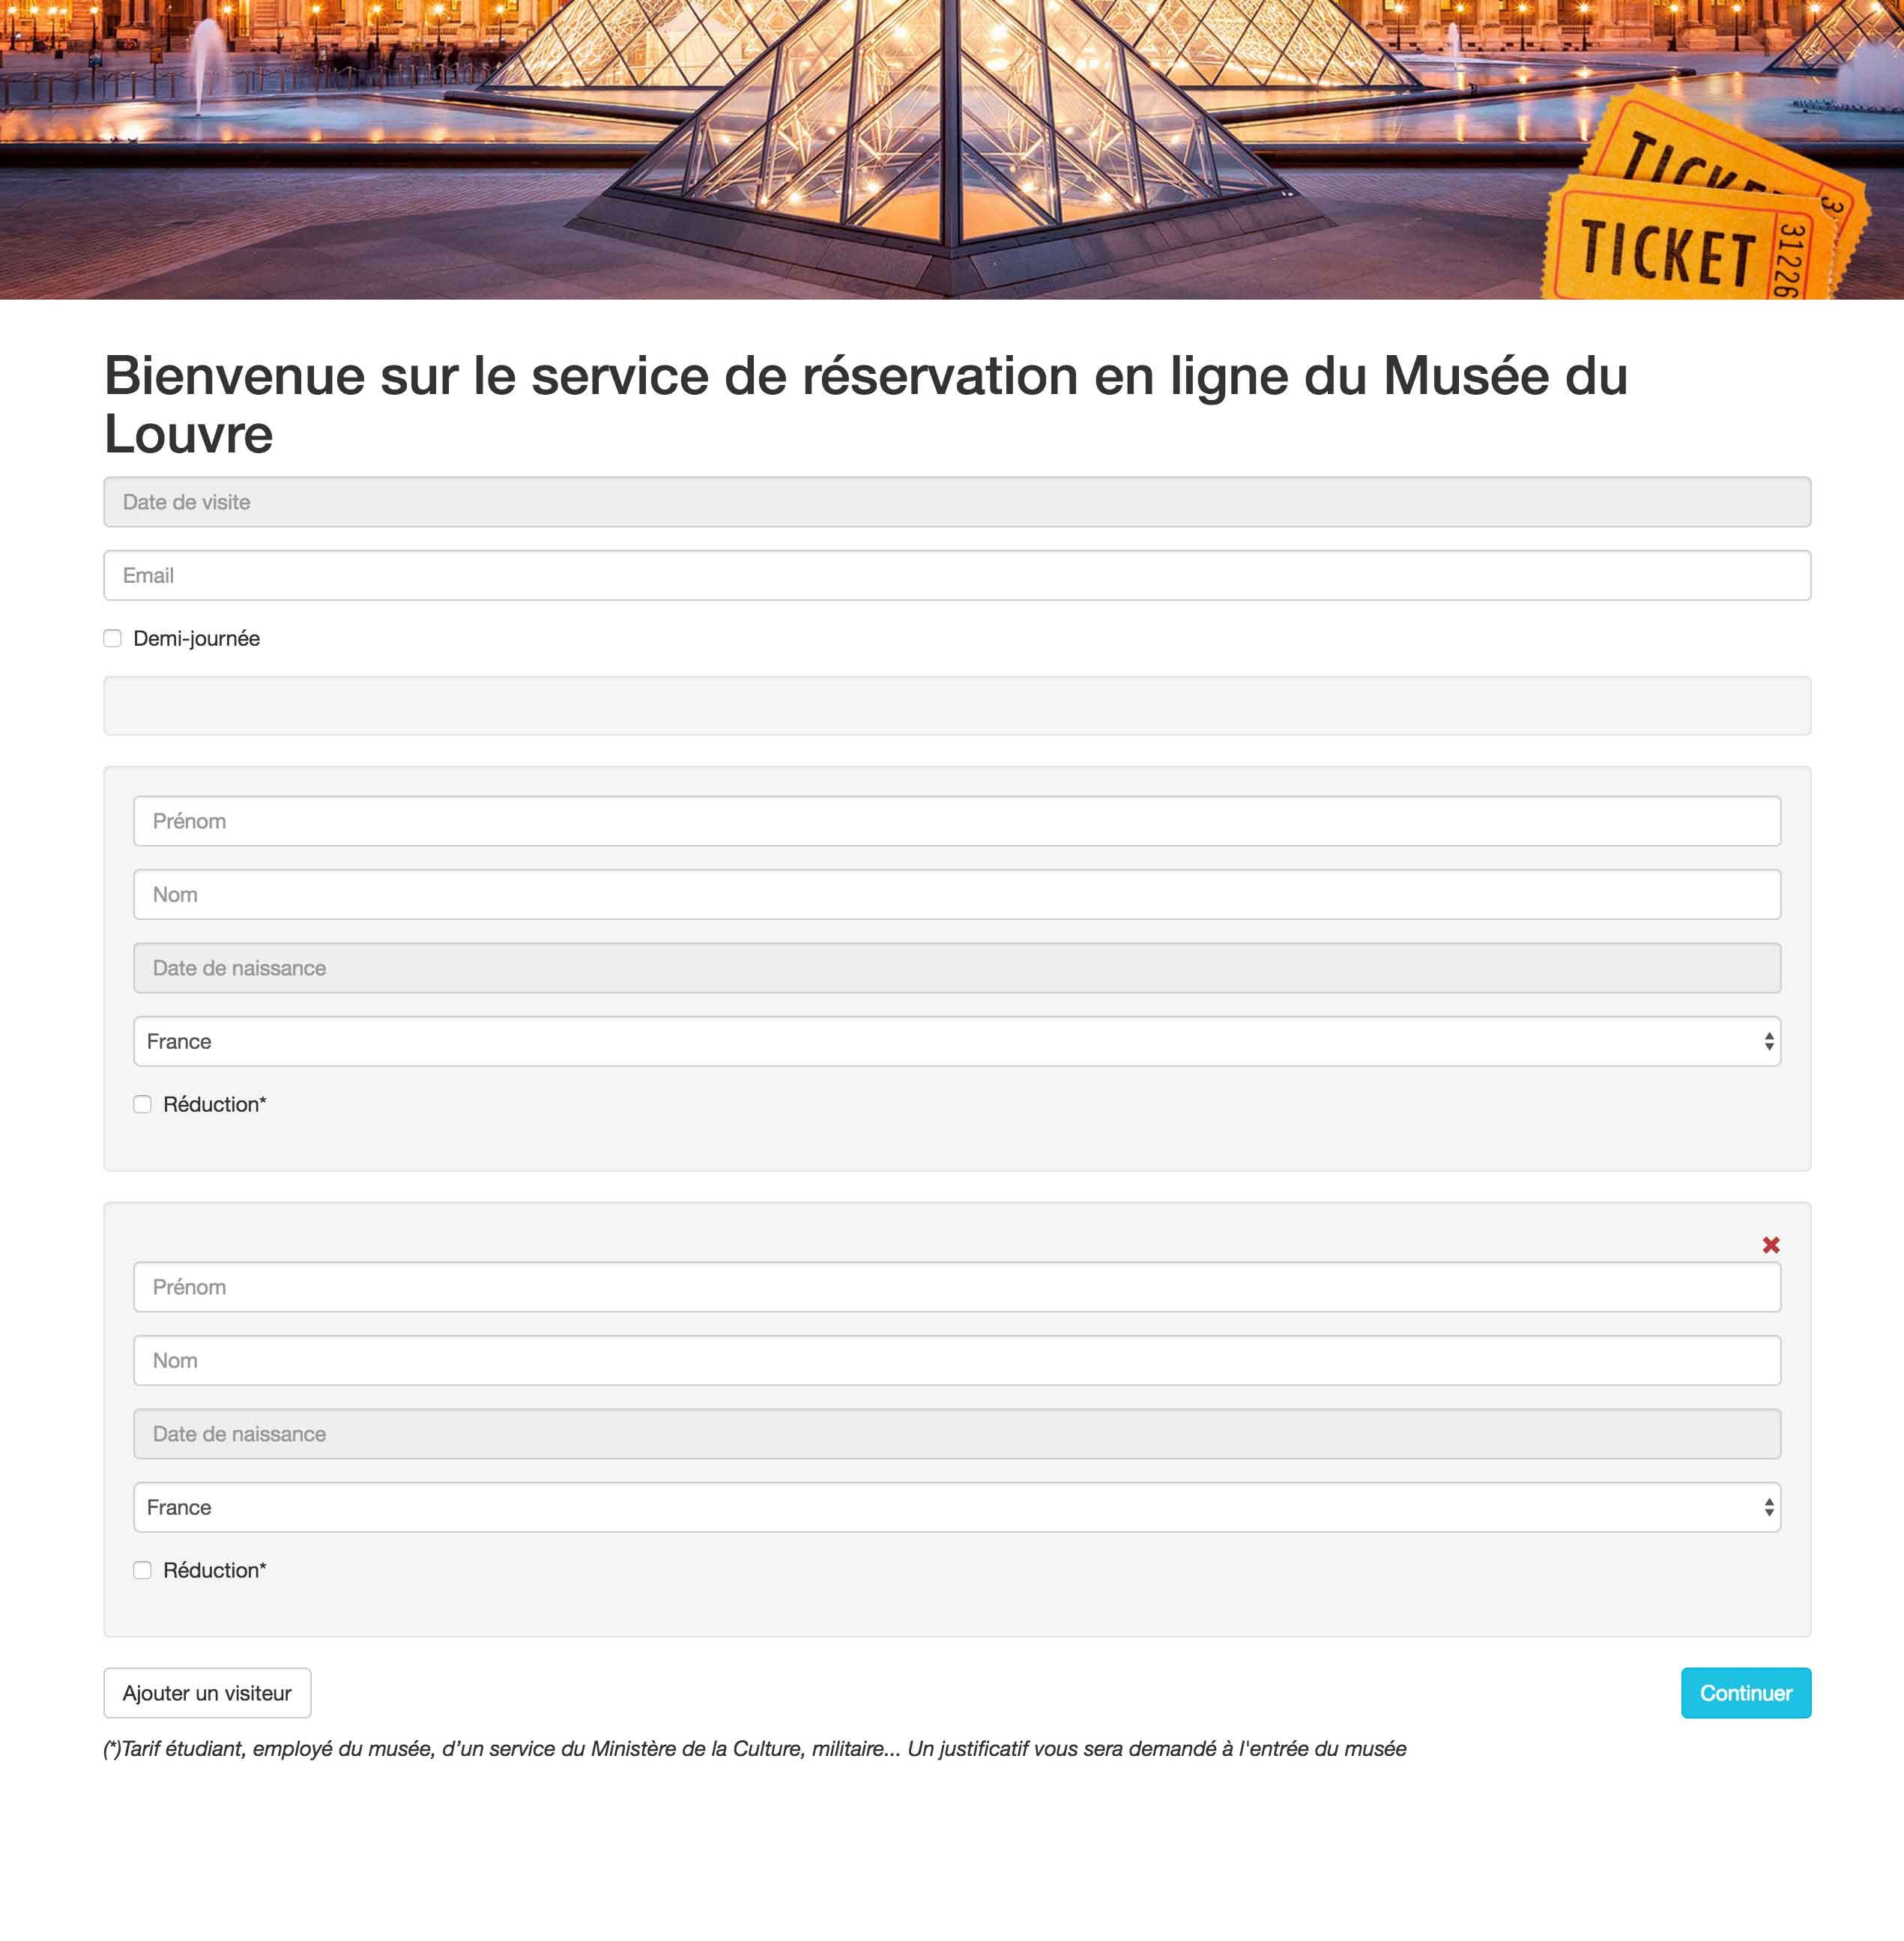 TICKET
3
TICKET
31226
Bienvenue sur le service de réservation en ligne du Musée du
Louvre
Date de visite
Email
Demi-journée
Prénom
Nom
Date de naissance
France
Réduction*
Prénom
Nom
Date de naissance
France
Réduction*
Ajouter un visiteur
Continuer
(*)Tarif étudiant, employé du musée, d’un service du Ministère de la Culture, militaire... Un justificatif vous sera demandé à l'entrée du musée